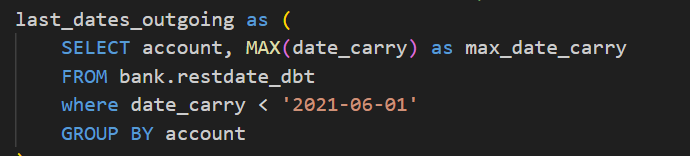 last_dates_outgoing as (
    SELECT account, MAX(date_carry) as max_date_carry
    FROM bank.restdate_dbt
    where date_carry < '2021-06-01'
    GROUP BY account